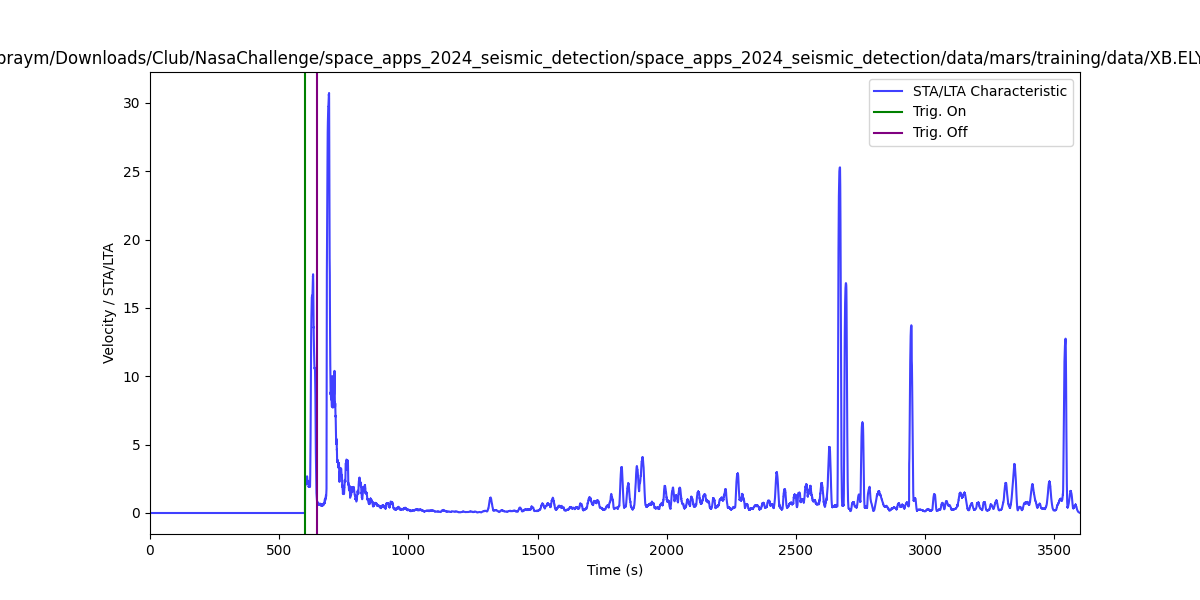 praym/Downloads/Club/NasaChallenge/space_apps_2024_seismic_detection/space_apps_2024_seismic_detection/data/mars/training/data/XB.ELY
STA/LTA Characteristic
Trig. On
Trig. Off
Velocity / STA/LTA
30
25
20
15
10
5
0
0 500 1000 1500 2000 2500 3000 3500
Time (s)